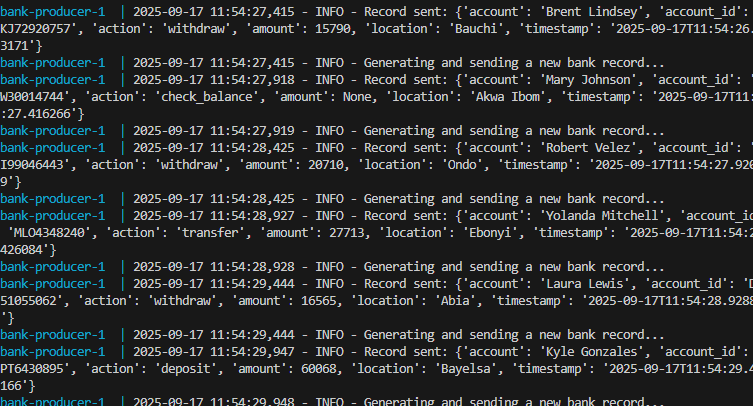 bank-producer-1  | 2025-09-17 11:54:27,415 - INFO - Record sent: {'account': 'Brent Lindsey', 'account_id':
KJ72920757', 'action': 'withdraw', 'amount': 15790, 'location': 'Bauchi', 'timestamp': '2025-09-17T11:54:26.
3171'}
bank-producer-1  | 2025-09-17 11:54:27,415 - INFO - Generating and sending a new bank record...
bank-producer-1  | 2025-09-17 11:54:27,918 - INFO - Record sent: {'account': 'Mary Johnson', 'account_id': '
W30014744', 'action': 'check_balance', 'amount': None, 'location': 'Akwa Ibom', 'timestamp': '2025-09-17T11:
:27.416266'}
bank-producer-1  | 2025-09-17 11:54:27,919 - INFO - Generating and sending a new bank record...
bank-producer-1  | 2025-09-17 11:54:28,425 - INFO - Record sent: {'account': 'Robert Velez', 'account_id': '
I99046443', 'action': 'withdraw', 'amount': 20710, 'location': 'Ondo', 'timestamp': '2025-09-17T11:54:27.920
9'}
bank-producer-1  | 2025-09-17 11:54:28,425 - INFO - Generating and sending a new bank record...
bank-producer-1  | 2025-09-17 11:54:28,927 - INFO - Record sent: {'account': 'Yolanda Mitchell', 'account_id
'MLO4348240', 'action': 'transfer', 'amount': 27713, 'location': 'Ebonyi', 'timestamp': '2025-09-17T11:54:2
426084'}
bank-producer-1  | 2025-09-17 11:54:28,928 - INFO - Generating and sending a new bank record...
bank-producer-1  | 2025-09-17 11:54:29,444 - INFO - Record sent: {'account': 'Laura Lewis', 'account_id': 'D
51055062', 'action': 'withdraw', 'amount': 16565, 'location': 'Abia', 'timestamp': '2025-09-17T11:54:28.9288
'}
bank-producer-1  | 2025-09-17 11:54:29,444 - INFO - Generating and sending a new bank record...
bank-producer-1  | 2025-09-17 11:54:29,947 - INFO - Record sent: {'account': 'Kyle Gonzales', 'account_id':
PT6430895', 'action': 'deposit', 'amount': 60068, 'location': 'Bayelsa', 'timestamp': '2025-09-17T11:54:29.4
166'}
bank-producer-1  | 2025-09-17 11:54:29,948 - INFO - Generating and sending a new bank record...